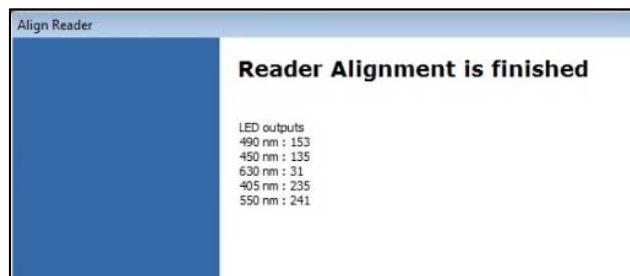 Align Reader
Reader Alignment is finished
LED outputs
490 nm : 153
450 nm : 135
630 nm : 31
405 nm : 235
550 nm : 241